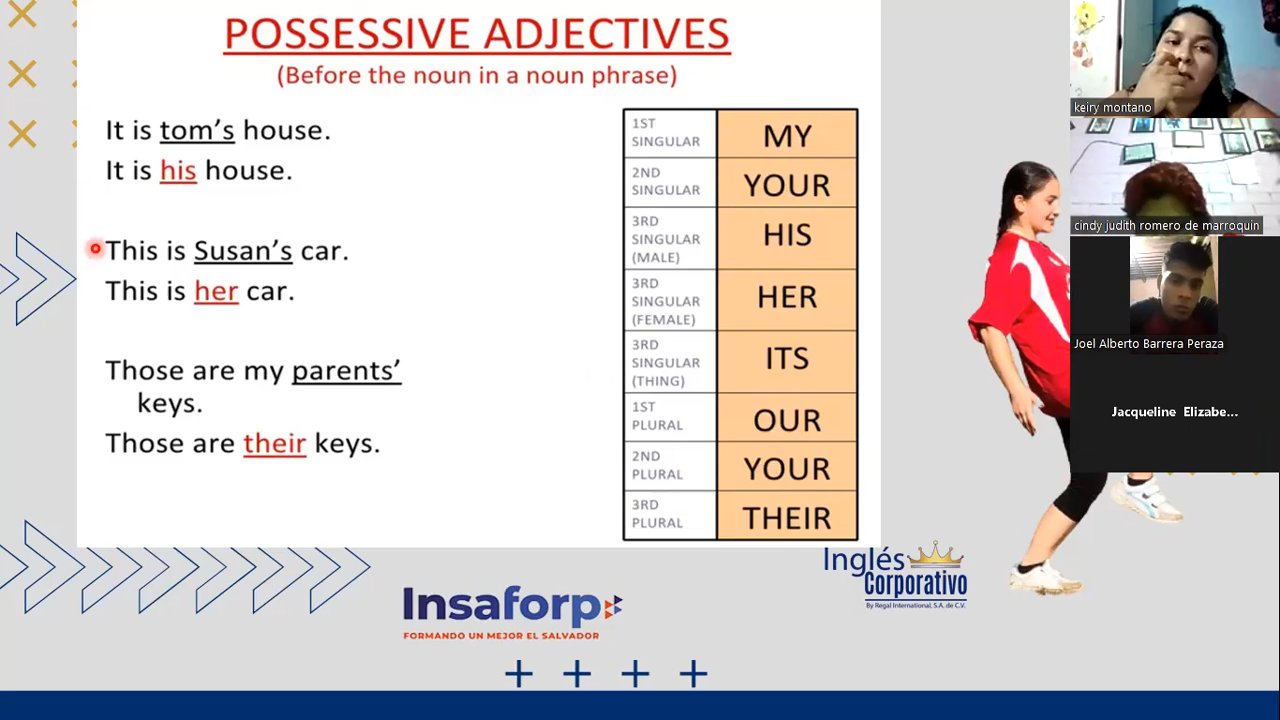 POSSESSIVE ADJECTIVES
(Before the noun in a noun phrase)
It is tom’s house.
It is his house.
This is Susan’s car.
This is her car.
Those are my parents’
keys.
Those are their keys.
1ST
SINGULAR
MY
2ND
SINGULAR
YOUR
3RD
SINGULAR
(MALE)
HIS
3RD
SINGULAR
(FEMALE)
HER
3RD
SINGULAR
(THING)
ITS
1ST
PLURAL
OUR
2ND
PLURAL
YOUR
3RD
PLURAL
THEIR
keiry montano
cindy judith romero de marroquin
Joel Alberto Barrera Peraza
Jacqueline Elizabe...
Inglés
Corporativo
By Regal International, S.A. de C.V.
Insaforp
FORMANDO UN MEJOR EL SALVADOR